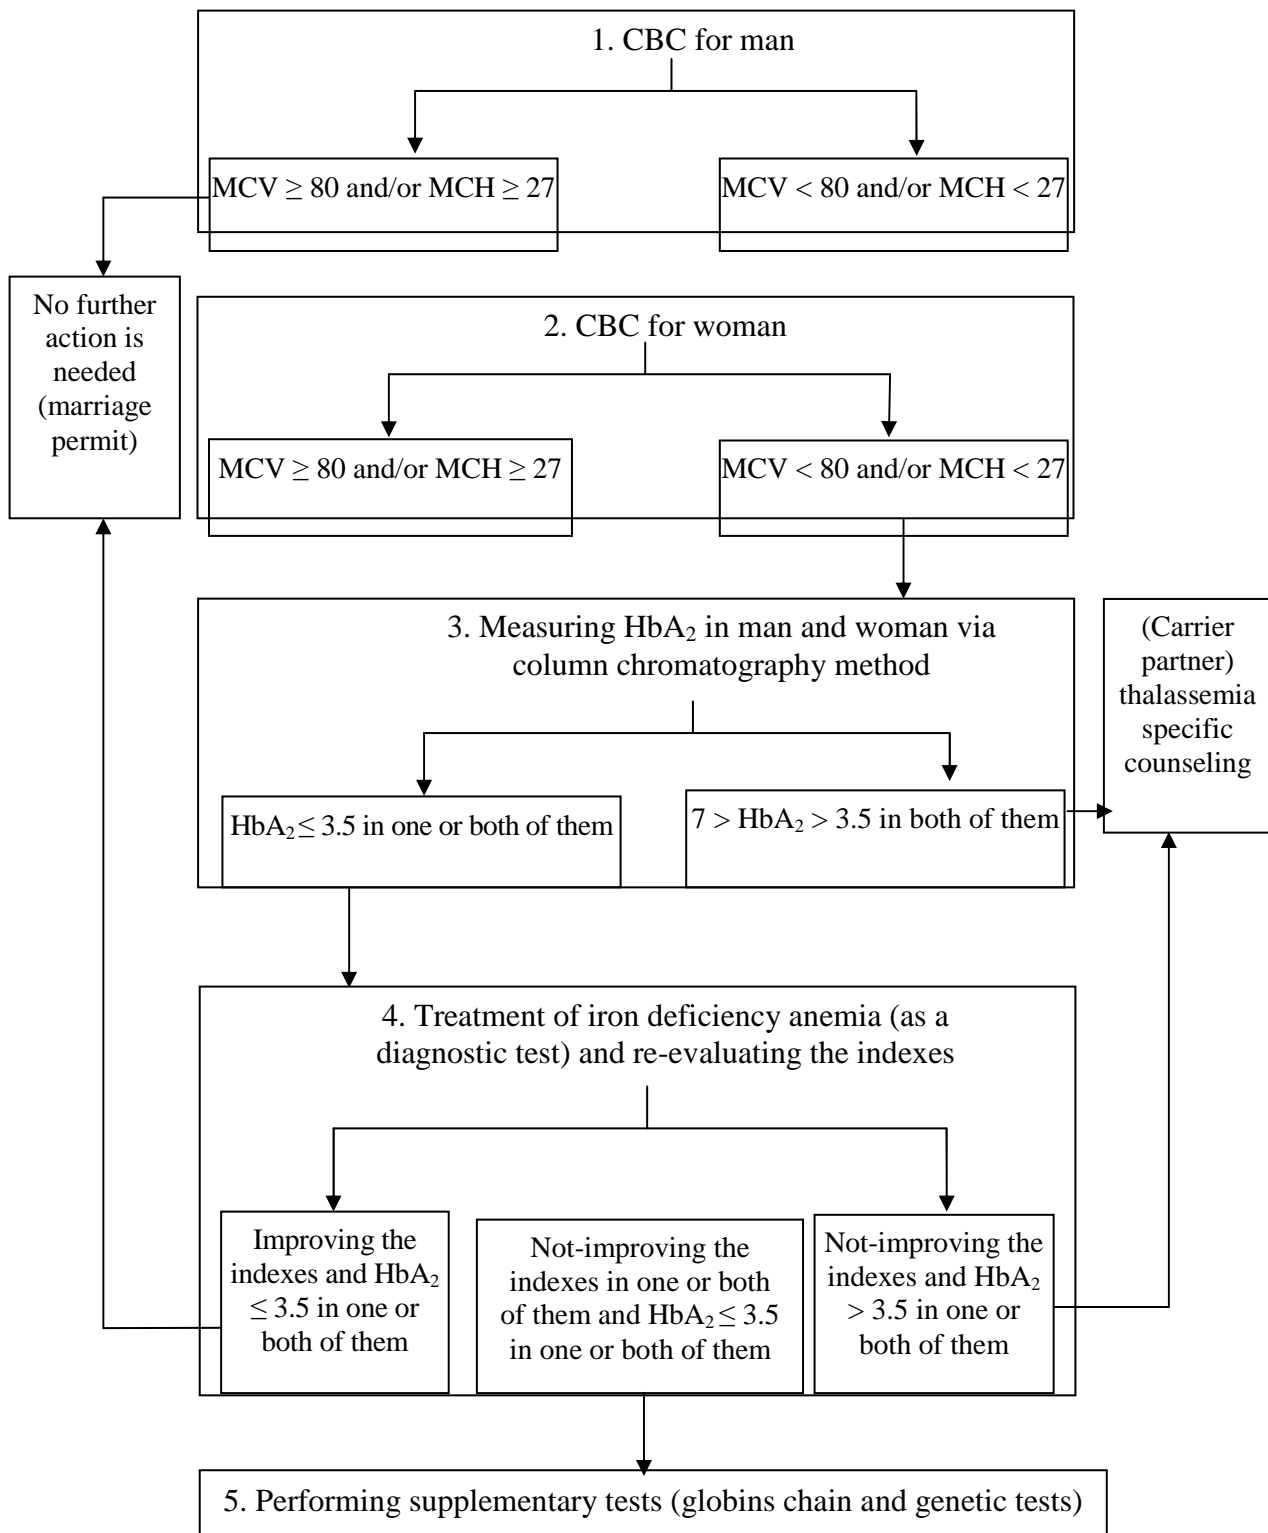 1. CBC for man
MCV ≥ 80 and/or MCH ≥ 27
MCV < 80 and/or MCH < 27
No further
action is
needed
(marriage
permit)
2. CBC for woman
MCV ≥ 80 and/or MCH ≥ 27
MCV < 80 and/or MCH < 27
3. Measuring HbA₂ in man and woman via
column chromatography method
HbA₂ ≤ 3.5 in one or both of them
7 > HbA₂ > 3.5 in both of them
(Carrier
partner)
thalassemia
specific
counseling
4. Treatment of iron deficiency anemia (as a
diagnostic test) and re-evaluating the indexes
Improving the
indexes and HbA₂
≤ 3.5 in one or
both of them
Not-improving the
indexes in one or both
of them and HbA₂ ≤ 3.5
in one or both of them
Not-improving the
indexes and HbA₂
> 3.5 in one or
both of them
5. Performing supplementary tests (globins chain and genetic tests)